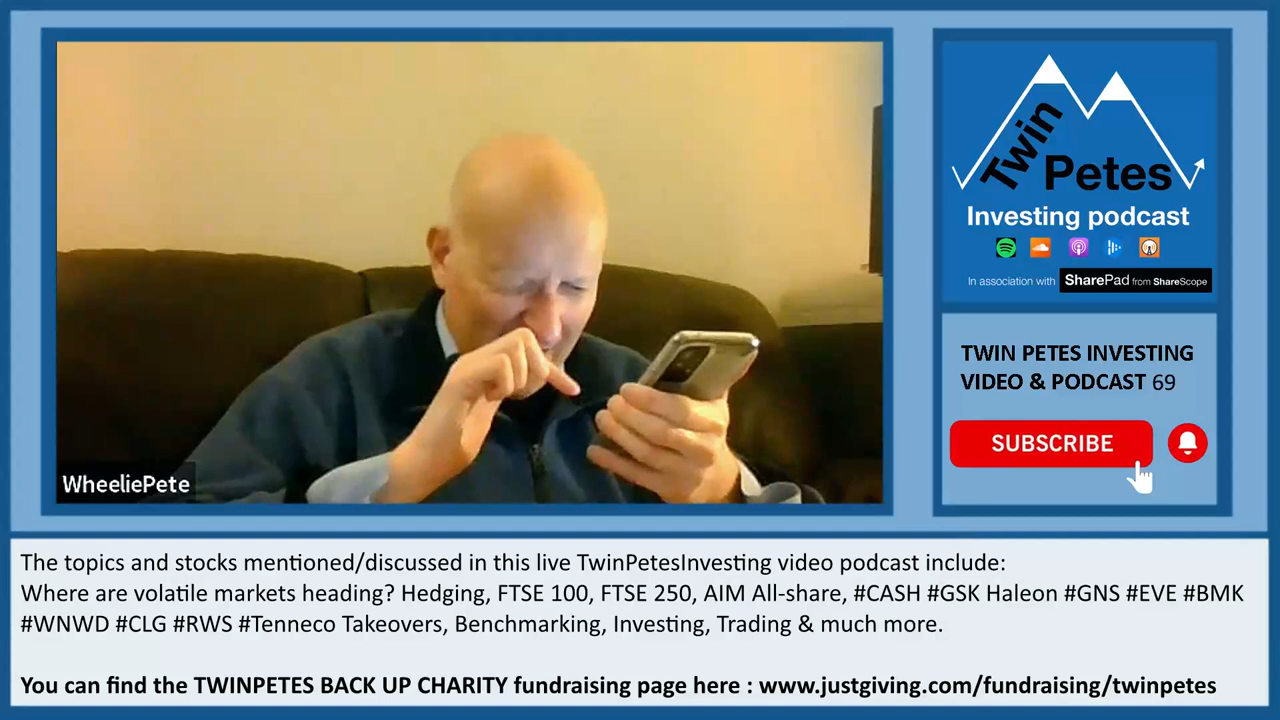 WheeliePete
Twin
Petes
Investing podcast
In association with SharePad from ShareScope
TWIN PETES INVESTING
VIDEO & PODCAST 69
SUBSCRIBE
The topics and stocks mentioned/discussed in this live TwinPetesInvesting video podcast include:
Where are volatile markets heading? Hedging, FTSE 100, FTSE 250, AIM All-share, #CASH #GSK Haleon #GNS #EVE #BMK
#WNWD #CLG #RWS #Tenneco Takeovers, Benchmarking, Investing, Trading & much more.
You can find the TWINPETES BACK UP CHARITY fundraising page here : www.justgiving.com/fundraising/twinpetes